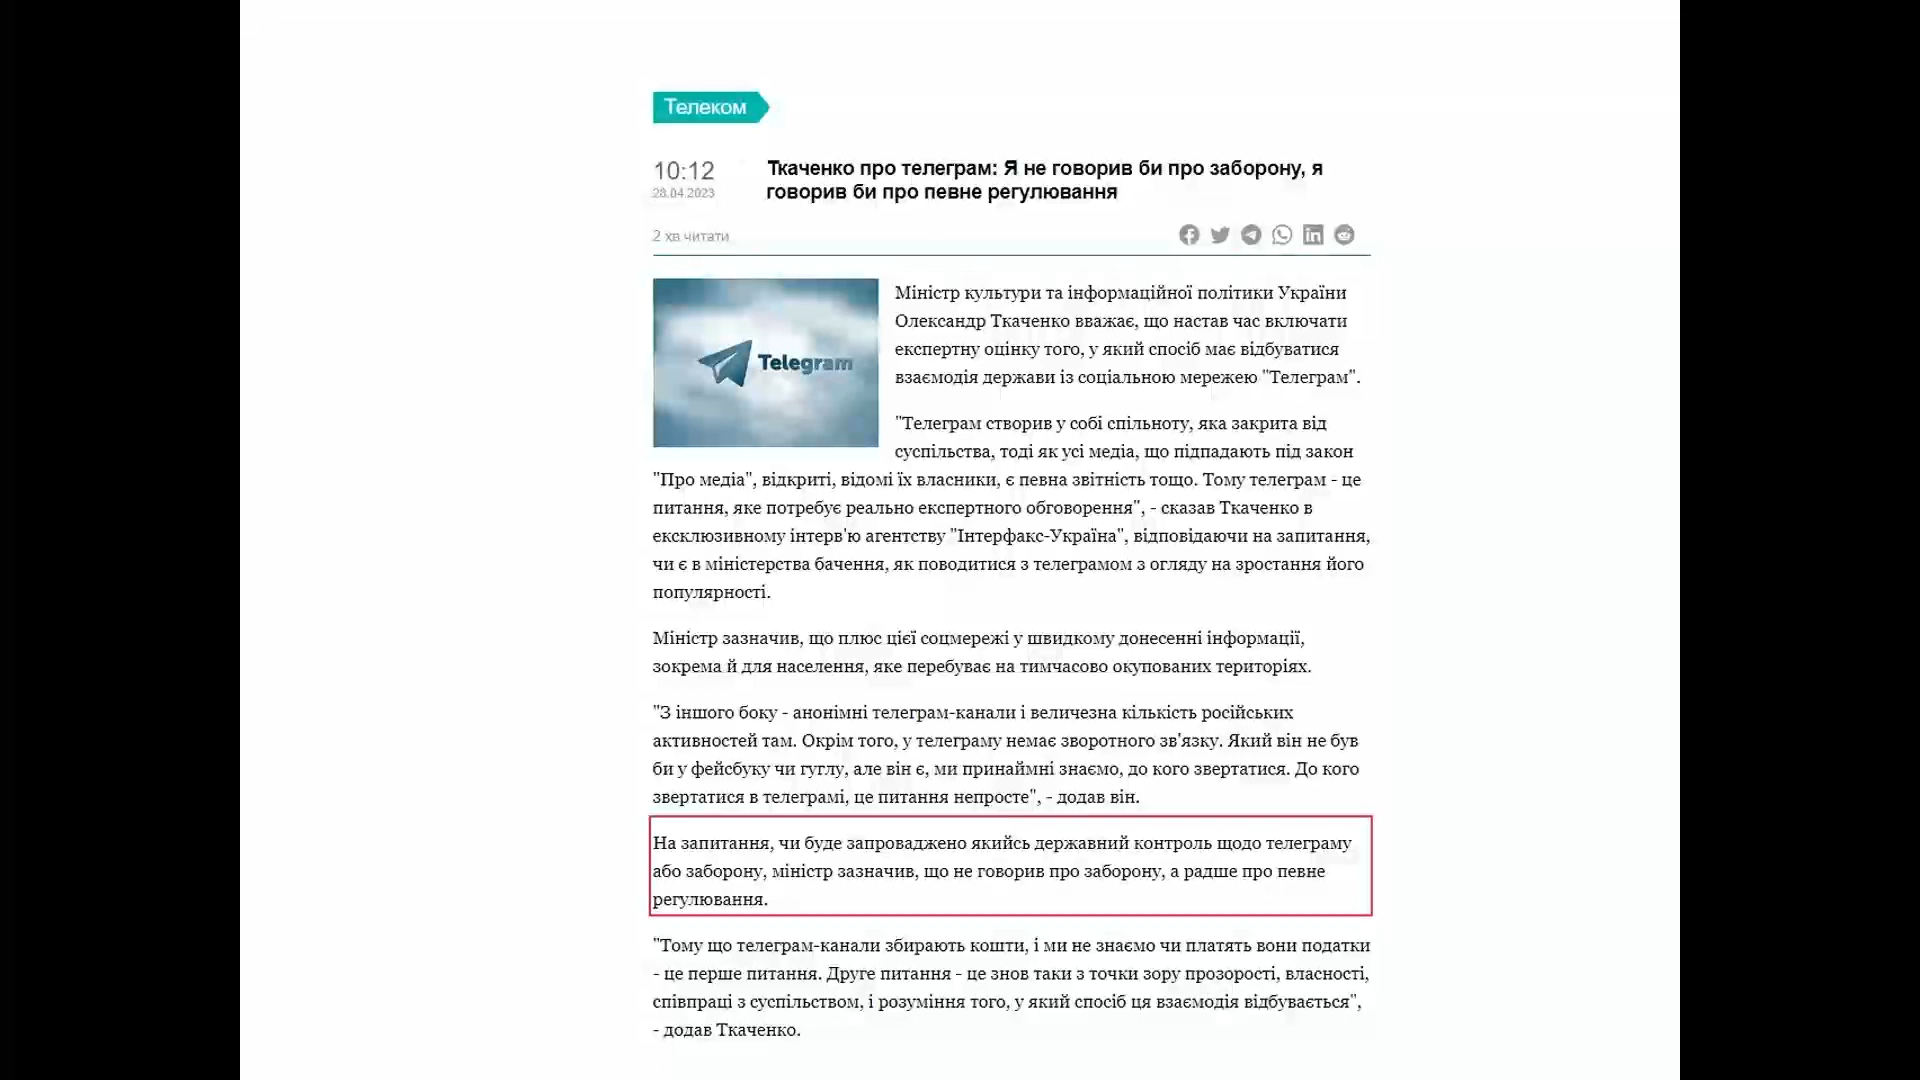 Телеком
10:12
28.04.2023
Ткаченко про телеграм: Я не говорив би про заборону, я
говорив би про певне регулювання
2 хв читати
Telegram
Міністр культури та інформаційної політики України
Олександр Ткаченко вважає, що настав час включати
експертну оцінку того, у який спосіб має відбуватися
взаємодія держави із соціальною мережею "Телеграм".
"Телеграм створив у собі спільноту, яка закрита від
суспільства, тоді як усі медіа, що підпадають під закон
"Про медіа", відкриті, відомі їх власники, є певна звітність тощо. Тому телеграм - це
питання, яке потребує реально експертного обговорення", - сказав Ткаченко в
ексклюзивному інтерв'ю агентству "Інтерфакс-Україна", відповідаючи на запитання,
чи є в міністерства бачення, як поводитися з телеграмом з огляду на зростання його
популярності.
Міністр зазначив, що плюс цієї соцмережі у швидкому донесенні інформації,
зокрема й для населення, яке перебуває на тимчасово окупованих територіях.
"З іншого боку - анонімні телеграм-канали і величезна кількість російських
активностей там. Окрім того, у телеграму немає зворотного зв'язку. Який він не був
би у фейсбуку чи гуглу, але він є, ми принаймні знаємо, до кого звертатися. До кого
звертатися в телеграмі, це питання непросте", - додав він.
На запитання, чи буде запроваджено якийсь державний контроль щодо телеграму
або заборону, міністр зазначив, що не говорив про заборону, а радше про певне
регулювання.
"Тому що телеграм-канали збирають кошти, і ми не знаємо чи платять вони податки
- це перше питання. Друге питання - це знов таки з точки зору прозорості, власності,
співпраці з суспільством, і розуміння того, у який спосіб ця взаємодія відбувається",
- додав Ткаченко.